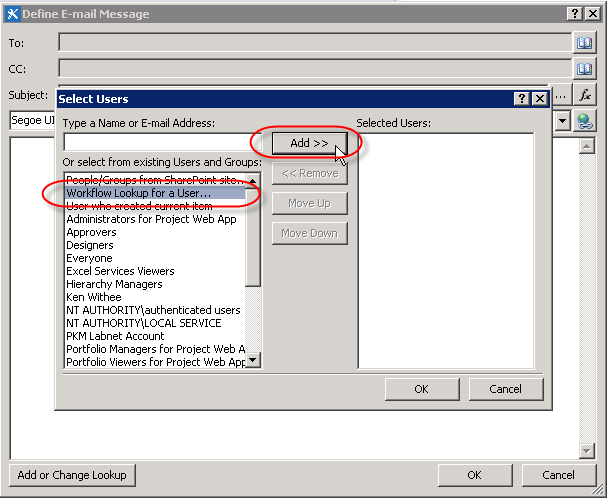 Define E-mail Message
To:
CC:
Subject:
... fx
Segoe UI
Select Users
Type a Name or E-mail Address:
Selected Users:
Add >>
Or select from existing Users and Groups:
<< Remove
People/Groups from SharePoint site...
Workflow Lookup for a User...
User who created current item
Move Up
Administrators for Project Web App
Approvers
Move Down
Designers
Everyone
Excel Services Viewers
Hierarchy Managers
Ken Withee
NT AUTHORITY\authenticated users
NT AUTHORITY\LOCAL SERVICE
PKM Labnet Account
Portfolio Managers for Project Web A
Portfolio Viewers for Project Web App
OK
Cancel
Add or Change Lookup
OK
Cancel